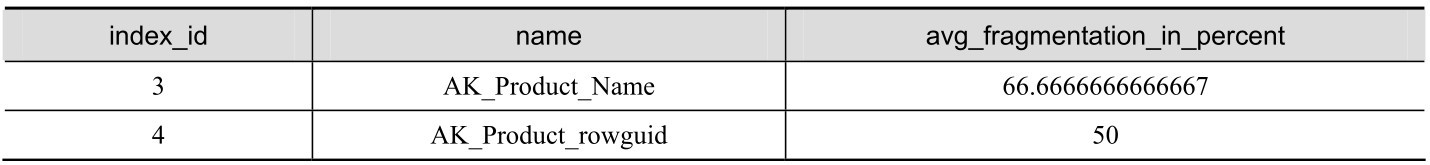 index_id name avg_fragmentation_in_percent
3 AK_Product_Name 66.6666666666667
4 AK_Product_rowguid 50